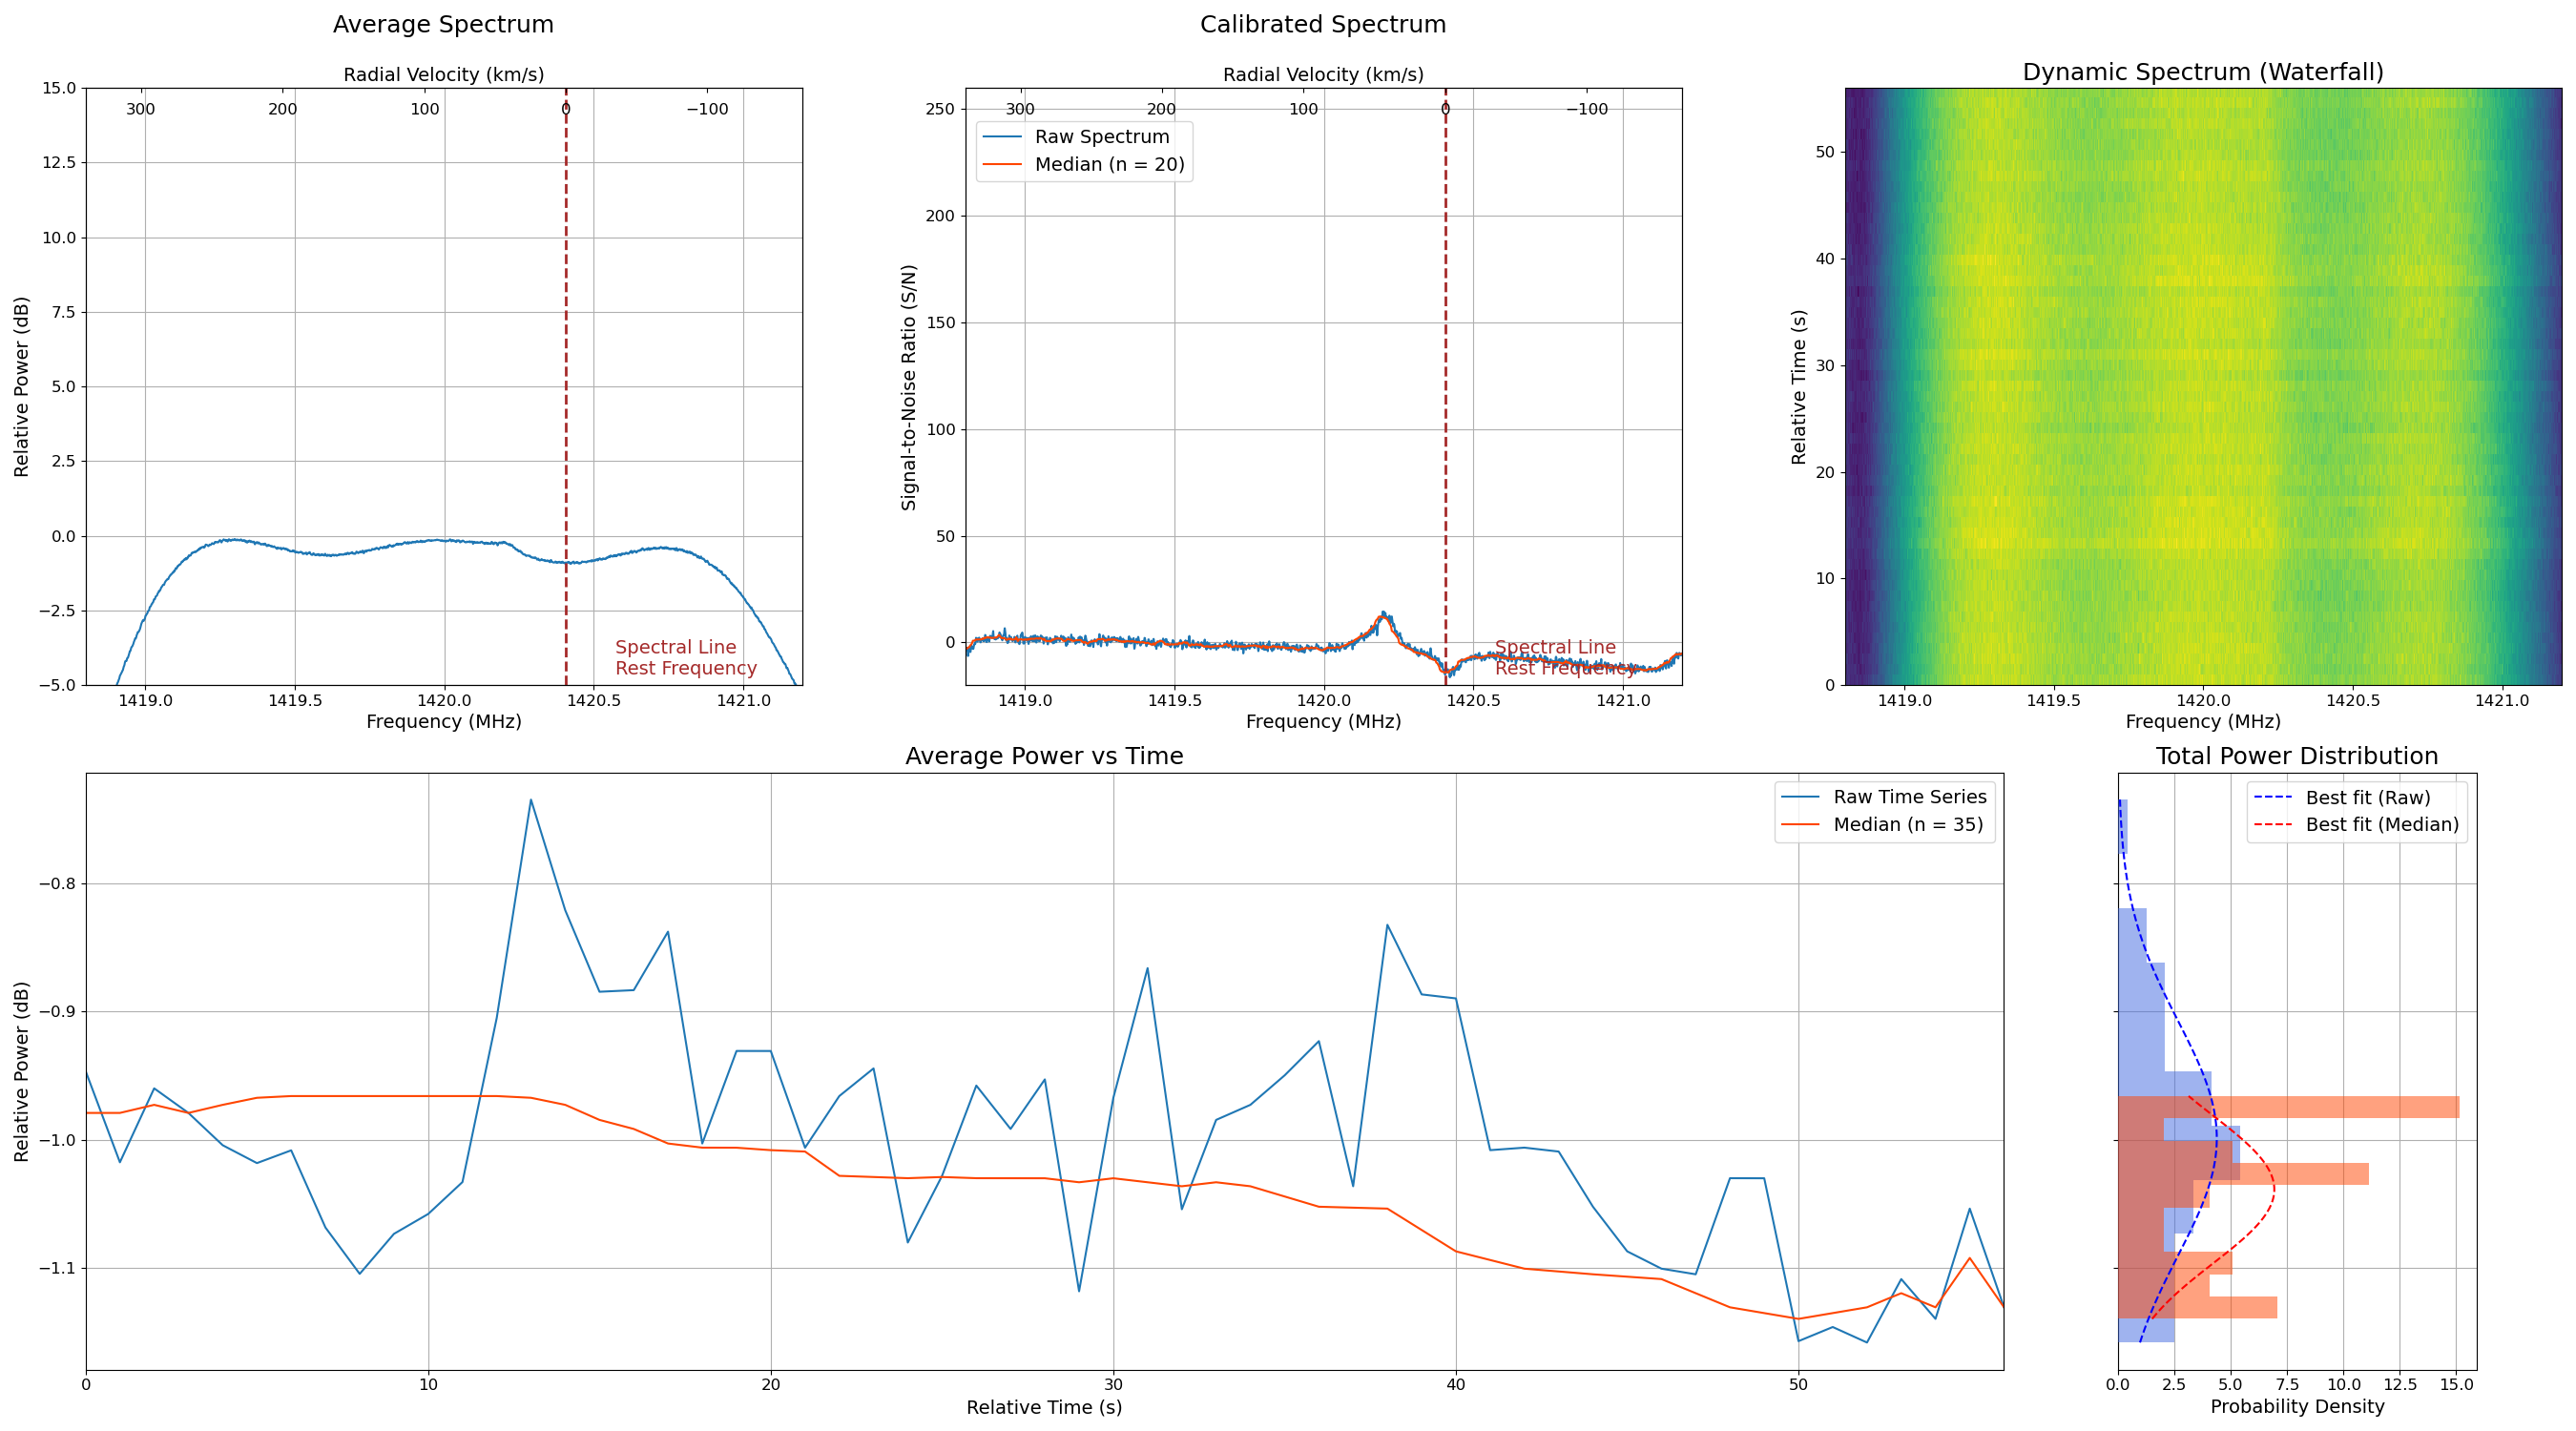 Average Spectrum
Radial Velocity (km/s)
300 200 100 0 −100
15.0
12.5
10.0
7.5
5.0
2.5
0.0
−2.5
−5.0
Relative Power (dB)
Spectral Line
Rest Frequency
1419.0 1419.5 1420.0 1420.5 1421.0
Frequency (MHz)
Calibrated Spectrum
Radial Velocity (km/s)
300 200 100 0 −100
Raw Spectrum
Median (n = 20)
250
200
150
100
50
0
Signal-to-Noise Ratio (S/N)
Spectral Line
Rest Frequency
1419.0 1419.5 1420.0 1420.5 1421.0
Frequency (MHz)
Dynamic Spectrum (Waterfall)
50
40
30
20
10
0
Relative Time (s)
1419.0 1419.5 1420.0 1420.5 1421.0
Frequency (MHz)
Average Power vs Time
Raw Time Series
Median (n = 35)
−0.8
−0.9
−1.0
−1.1
Relative Power (dB)
0 10 20 30 40 50
Relative Time (s)
Total Power Distribution
Best fit (Raw)
Best fit (Median)
0.0 2.5 5.0 7.5 10.0 12.5 15.0
Probability Density